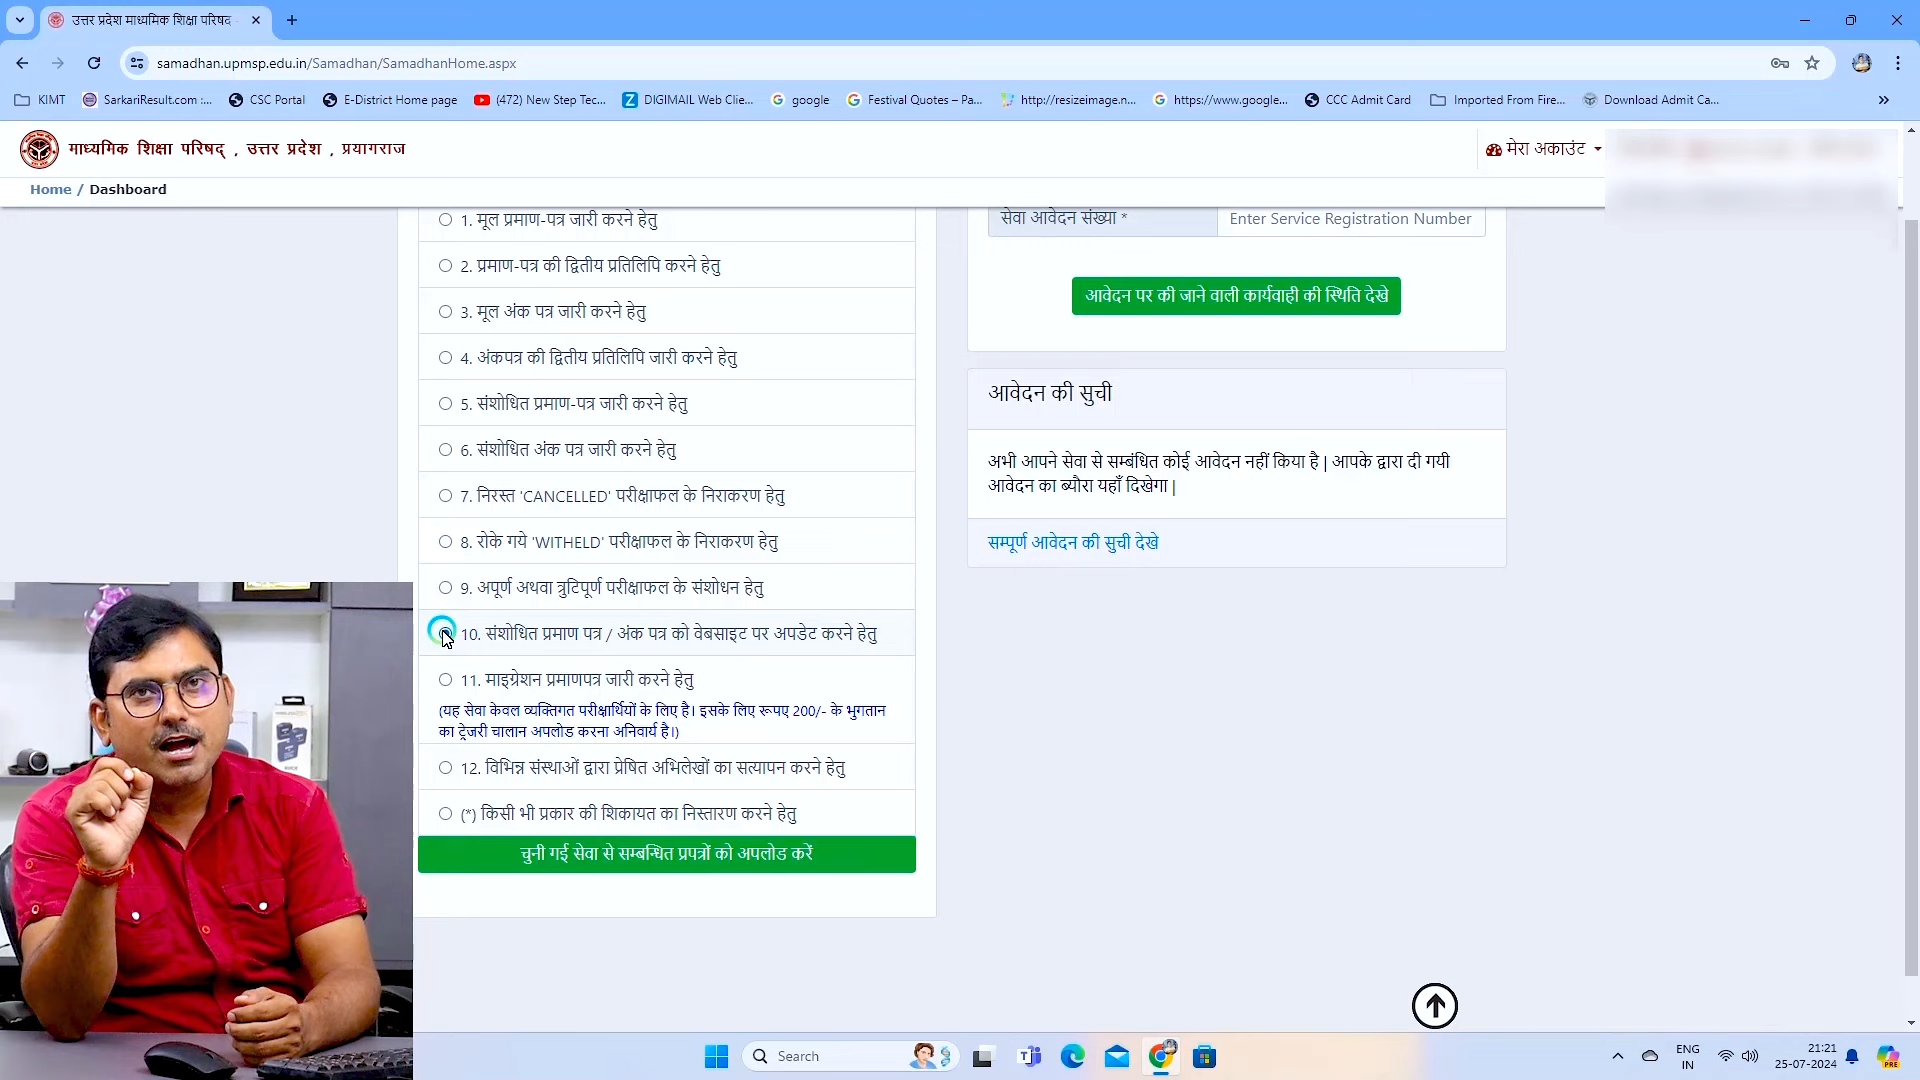 उत्तर प्रदेश माध्यमिक शिक्षा परिषद
samadhan.upmsp.edu.in/Samadhan/SamadhanHome.aspx
KIMT
SarkariResult.com :...
CSC Portal
E-District Home page
(472) New Step Tec...
DIGIMAIL Web Clie...
google
Festival Quotes – Pa...
http://resizeimage.n...
https://www.google...
CCC Admit Card
Imported From Fire...
Download Admit Ca...
माध्यमिक शिक्षा परिषद् , उत्तर प्रदेश , प्रयागराज
मेरा अकाउंट
Home / Dashboard
1. मूल प्रमाण-पत्र जारी करने हेतु
2. प्रमाण-पत्र की द्वितीय प्रतिलिपि करने हेतु
3. मूल अंक पत्र जारी करने हेतु
4. अंकपत्र की द्वितीय प्रतिलिपि जारी करने हेतु
5. संशोधित प्रमाण-पत्र जारी करने हेतु
6. संशोधित अंक पत्र जारी करने हेतु
7. निरस्त 'CANCELLED' परीक्षाफल के निराकरण हेतु
8. रोके गये 'WITHELD' परीक्षाफल के निराकरण हेतु
9. अपूर्ण अथवा त्रुटिपूर्ण परीक्षाफल के संशोधन हेतु
10. संशोधित प्रमाण पत्र / अंक पत्र को वेबसाइट पर अपडेट करने हेतु
11. माइग्रेशन प्रमाणपत्र जारी करने हेतु
(यह सेवा केवल व्यक्तिगत परीक्षार्थियों के लिए है। इसके लिए रूपए 200/- के भुगतान
का ट्रेजरी चालान अपलोड करना अनिवार्य है।)
12. विभिन्न संस्थाओं द्वारा प्रेषित अभिलेखों का सत्यापन करने हेतु
(*) किसी भी प्रकार की शिकायत का निस्तारण करने हेतु
चुनी गई सेवा से सम्बन्धित प्रपत्रों को अपलोड करें
सेवा आवेदन संख्या *
Enter Service Registration Number
आवेदन पर की जाने वाली कार्यवाही की स्थिति देखे
आवेदन की सुची
अभी आपने सेवा से सम्बंधित कोई आवेदन नहीं किया है | आपके द्वारा दी गयी
आवेदन का ब्यौरा यहाँ दिखेगा |
सम्पूर्ण आवेदन की सुची देखे
Search
ENG
IN
21:21
25-07-2024
PRE